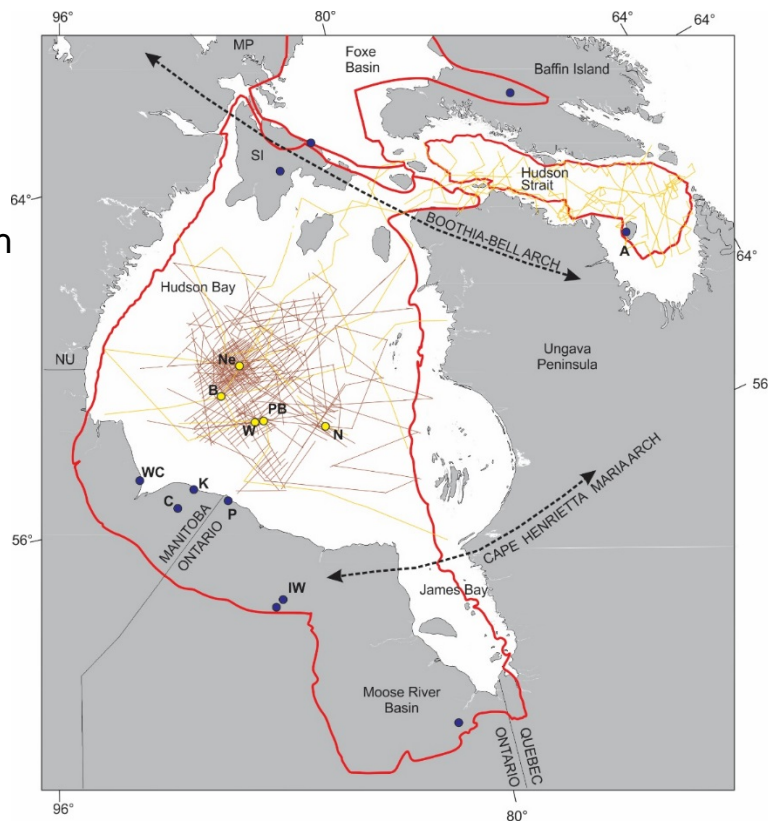 96°
80°
64°
64°
MP
Foxe
Basin
Baffin Island
SI
Hudson
Strait
64°
BOOTHIA-BELL ARCH
A
64°
Hudson Bay
NU
Ne
Ungava
Peninsula
56°
B
PB
W
N
WC
K
C
P
MANITOBA
ONTARIO
CAPE HENRIETTA MARIA ARCH
56°
IW
James Bay
Moose River
Basin
ONTARIO
QUEBEC
96°
80°